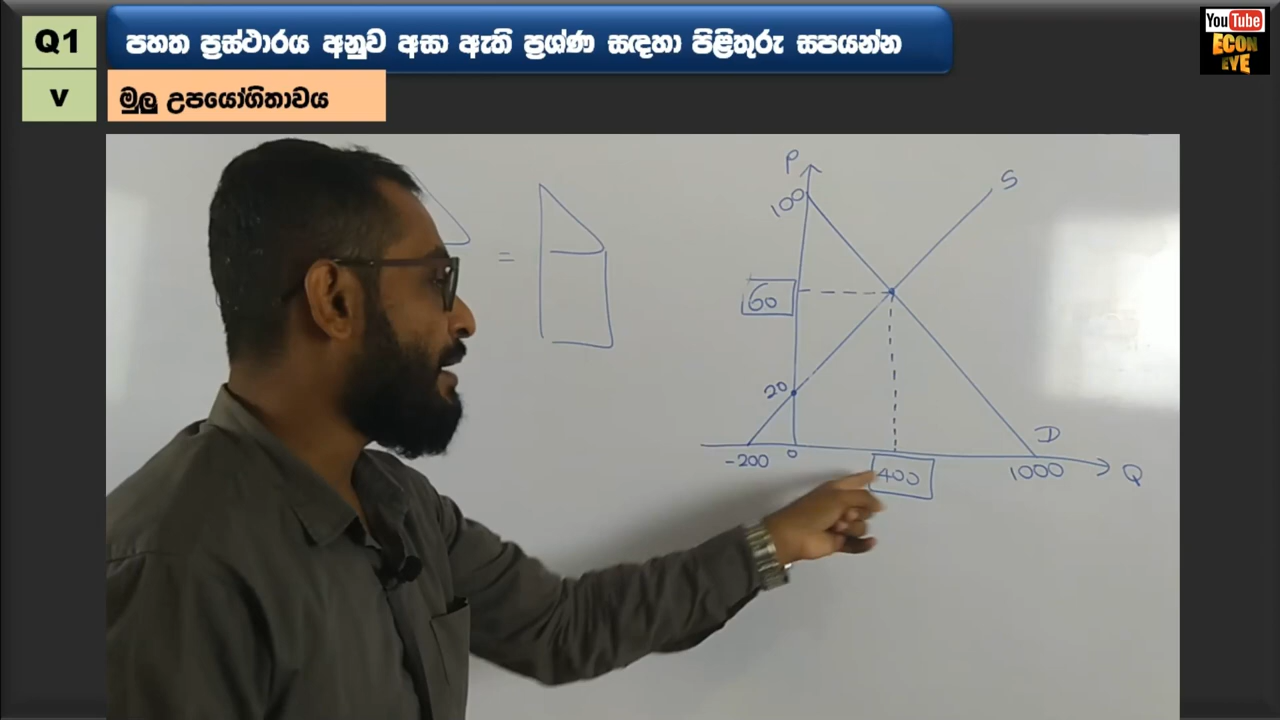 Q1
පහත ප්‍රස්ථාරය අනුව අසා ඇති ප්‍රශ්ණ සඳහා පිළිතුරු සපයන්න
YouTube
ECON
EYE
v
මුලු උපයෝගිතාවය
P
100
S
=
60
20
D
-200
0
400
1000
Q